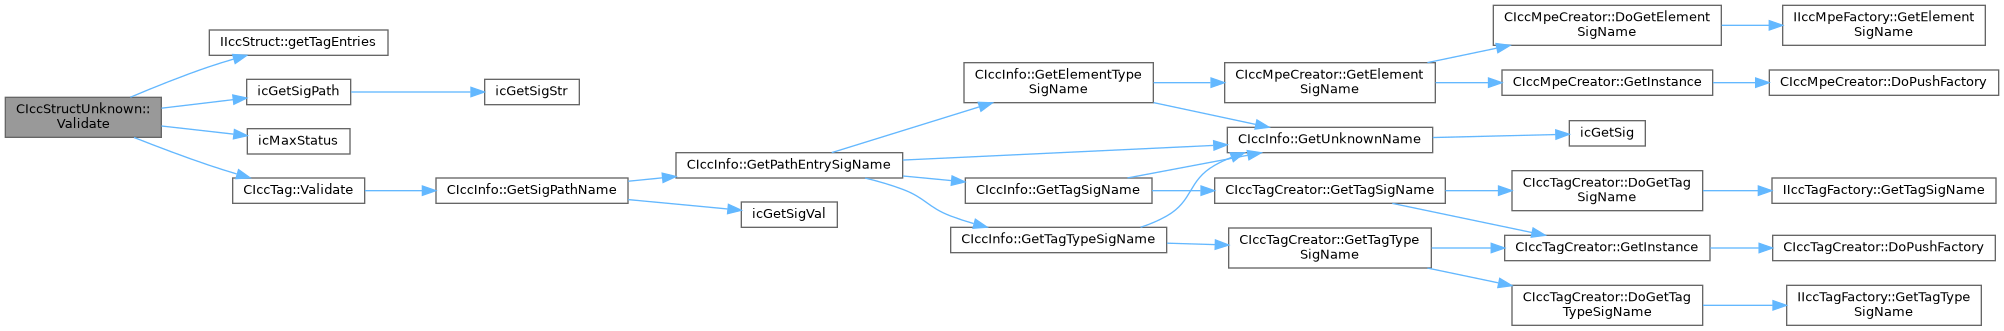 CIccStructUnknown::
Validate
IIccStruct::getTagEntries
icGetSigPath
icGetSigStr
icMaxStatus
CIccTag::Validate
CIccInfo::GetSigPathName
CIccInfo::GetPathEntrySigName
icGetSigVal
CIccInfo::GetElementType
SigName
CIccMpeCreator::GetElement
SigName
CIccMpeCreator::DoGetElement
SigName
IIccMpeFactory::GetElement
SigName
CIccMpeCreator::GetInstance
CIccMpeCreator::DoPushFactory
CIccInfo::GetUnknownName
icGetSig
CIccInfo::GetTagSigName
CIccTagCreator::GetTagSigName
CIccTagCreator::DoGetTag
SigName
IIccTagFactory::GetTagSigName
CIccInfo::GetTagTypeSigName
CIccTagCreator::GetTagType
SigName
CIccTagCreator::GetInstance
CIccTagCreator::DoPushFactory
CIccTagCreator::DoGetTag
TypeSigName
IIccTagFactory::GetTagType
SigName